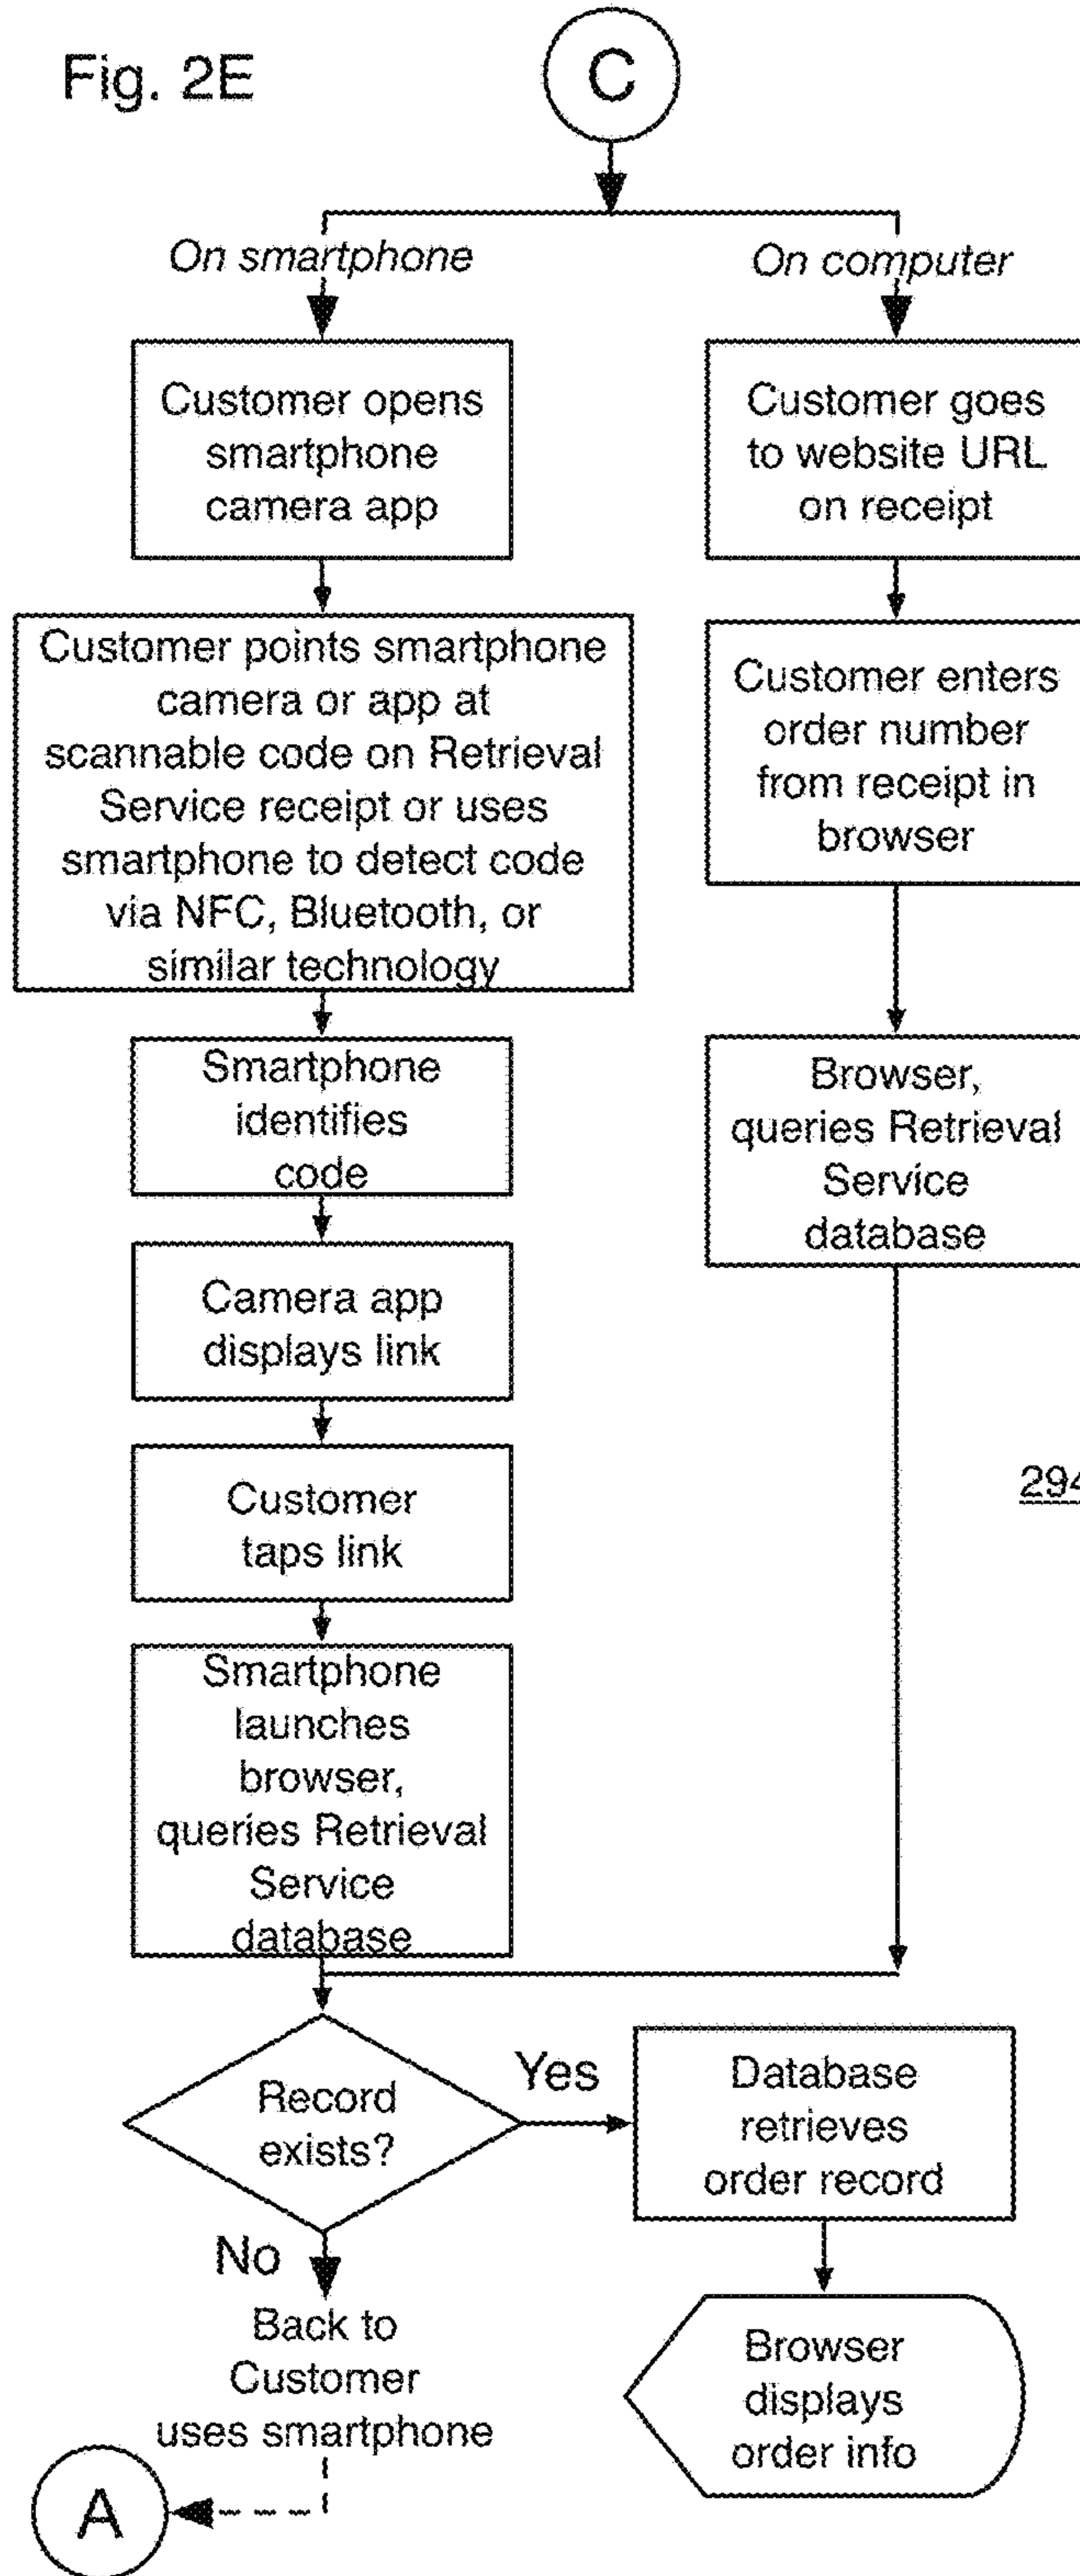 Fig. 2E
C
On smartphone
On computer
Customer opens
smartphone
camera app
Customer goes
to website URL
on receipt
Customer points smartphone
camera or app at
scannable code on Retrieval
Service receipt or uses
smartphone to detect code
via NFC, Bluetooth, or
similar technology
Customer enters
order number
from receipt in
browser
Smartphone
identifies
code
Browser,
queries Retrieval
Service
database
Camera app
displays link
294
Customer
taps link
Smartphone
launches
browser,
queries Retrieval
Service
database
Record
exists?
Yes
Database
retrieves
order record
No
Back to
Customer
uses smartphone
Browser
displays
order info
A